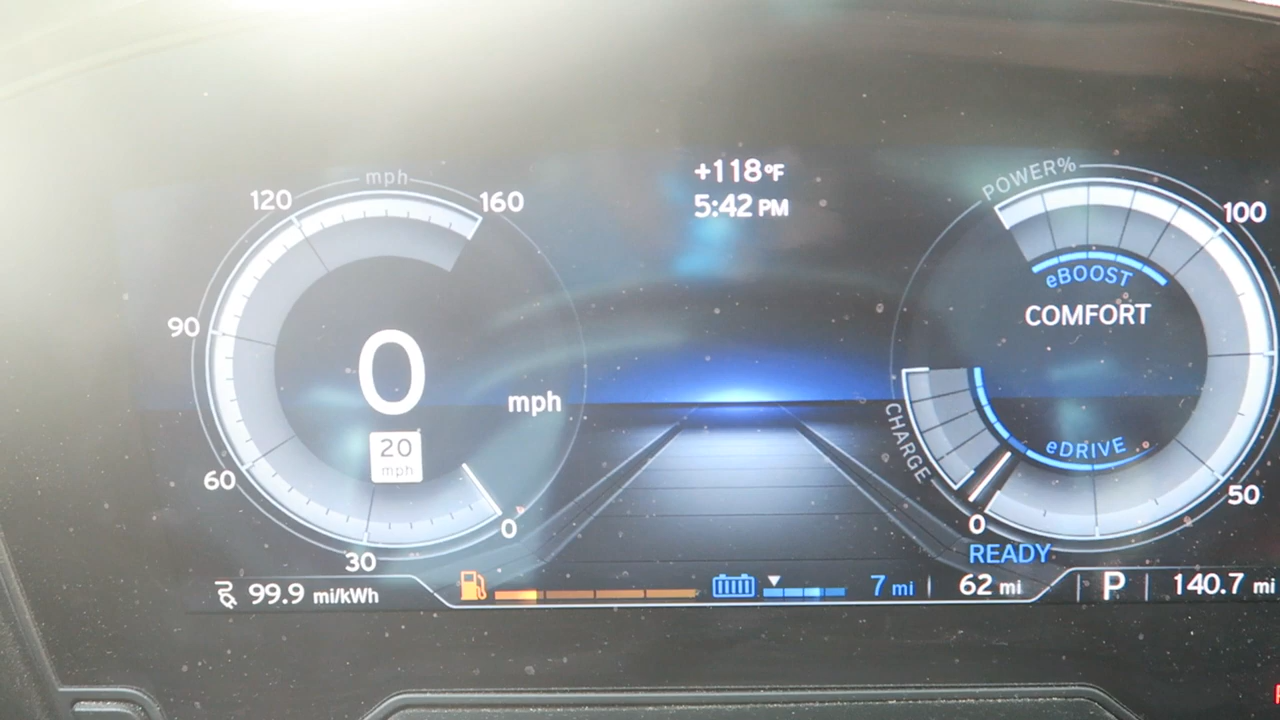 +118°F
5:42 PM
mph
120
160
90
0
mph
20
mph
60
0
30
POWER%
100
eBOOST
COMFORT
CHARGE
eDRIVE
50
0
READY
99.9 mi/kWh
7 mi
62 mi
P
140.7 mi